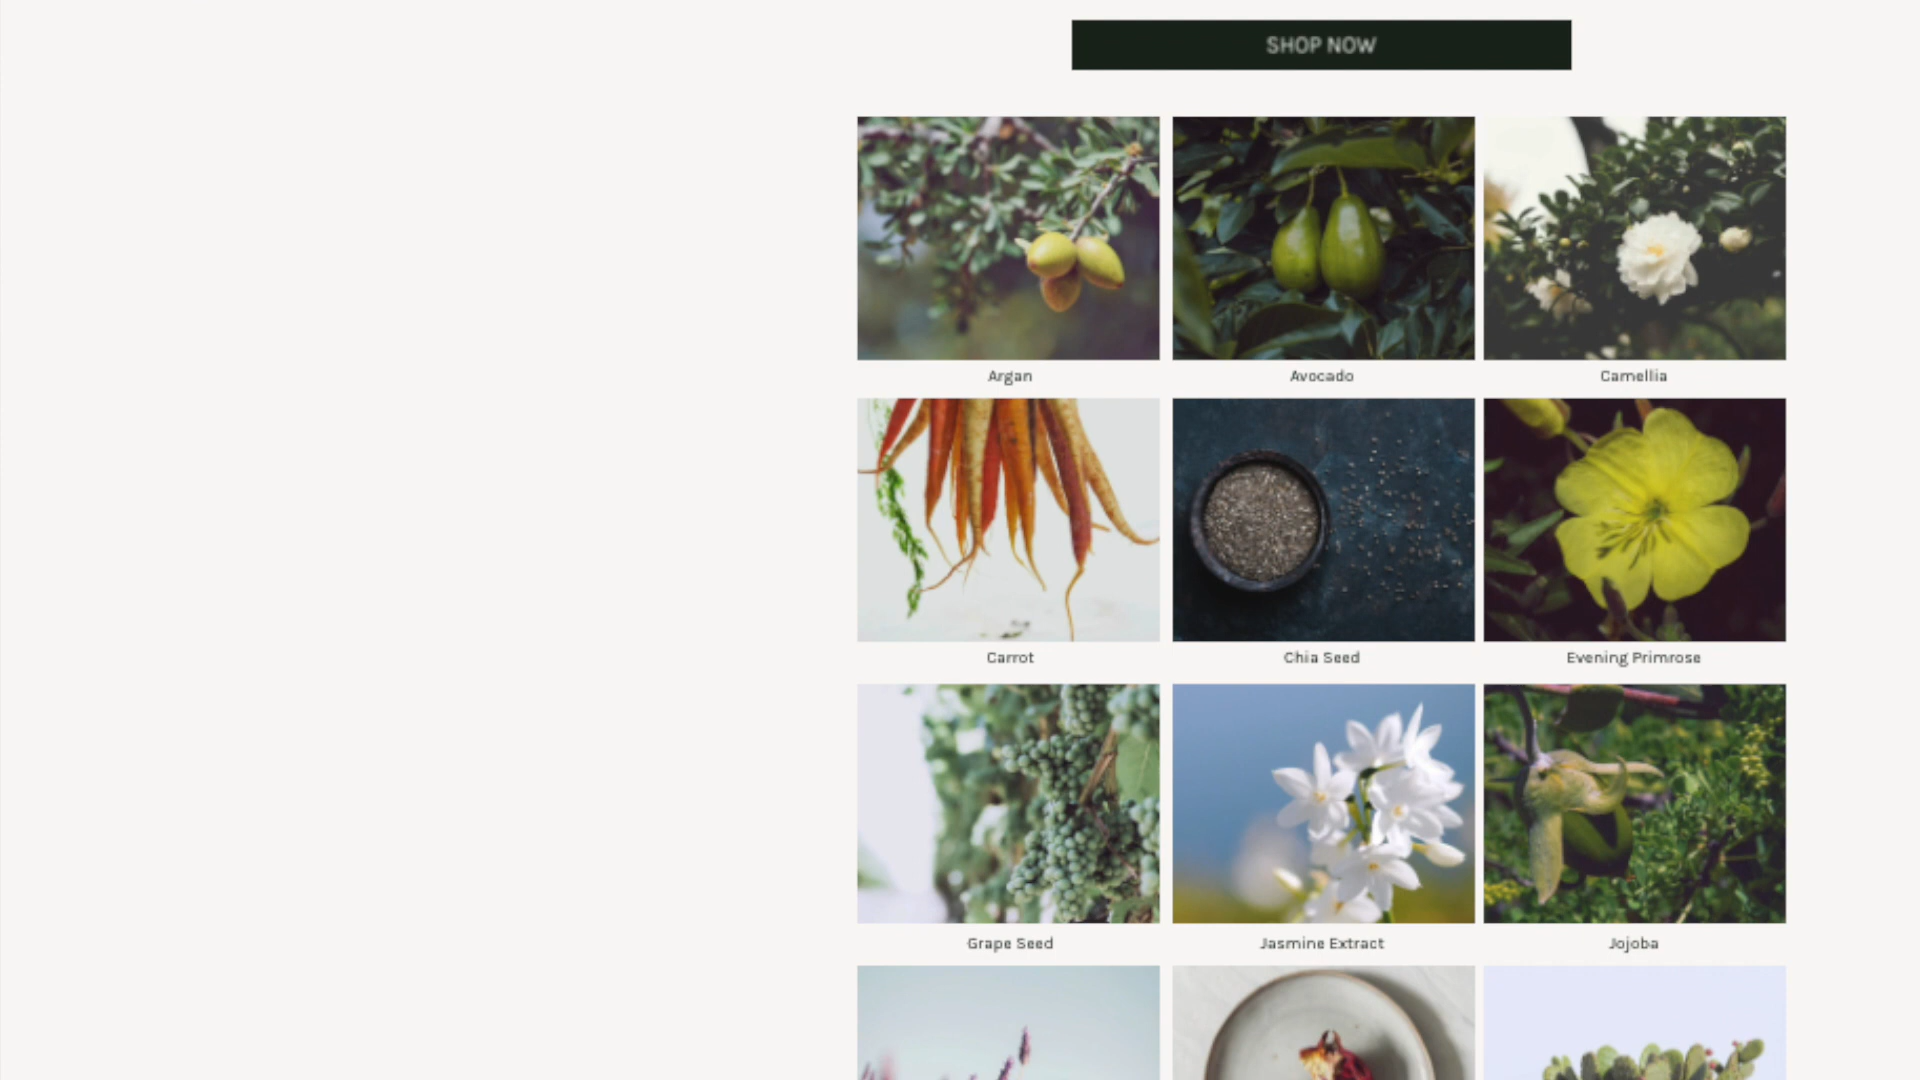 SHOP NOW
Argan
Avocado
Camellia
Carrot
Chia Seed
Evening Primrose
Grape Seed
Jasmine Extract
Jojoba